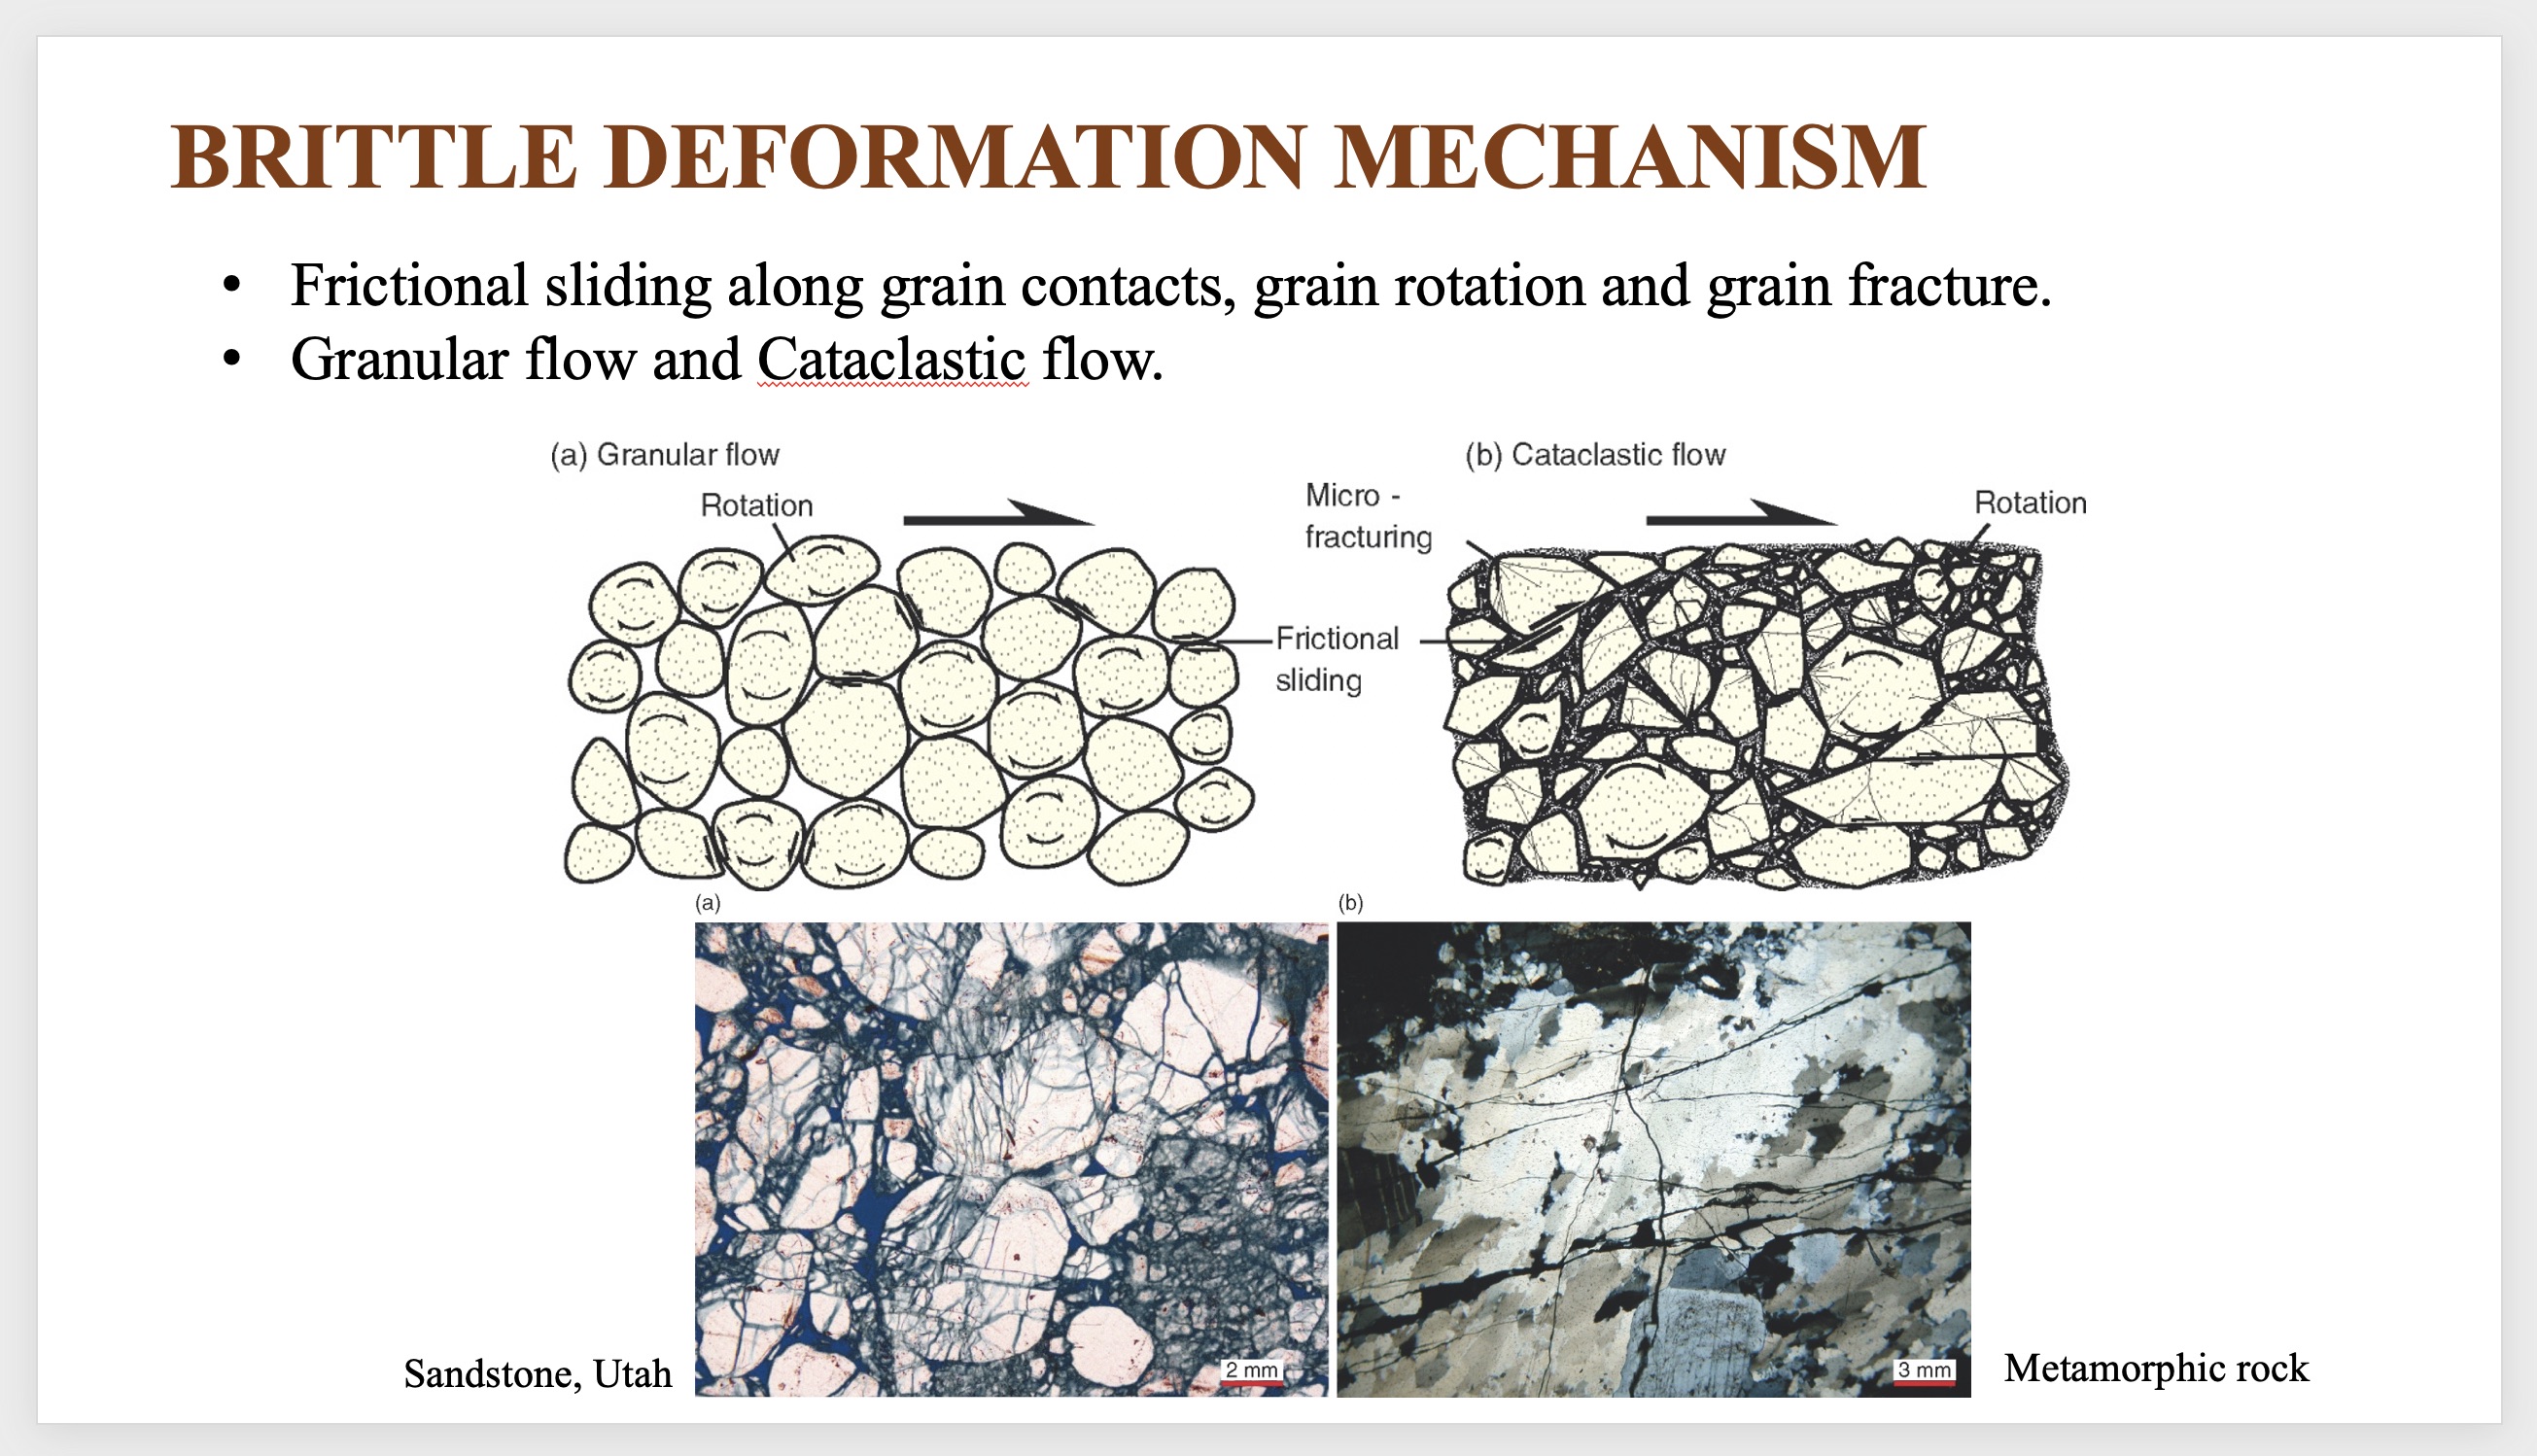 BRITTLE DEFORMATION MECHANISM
• Frictional sliding along grain contacts, grain rotation and grain fracture.
• Granular flow and Cataclastic flow.
(a) Granular flow
Rotation
(b) Cataclastic flow
Micro -
fracturing
Rotation
Frictional
sliding
(a)
(b)
2 mm
3 mm
Sandstone, Utah
Metamorphic rock